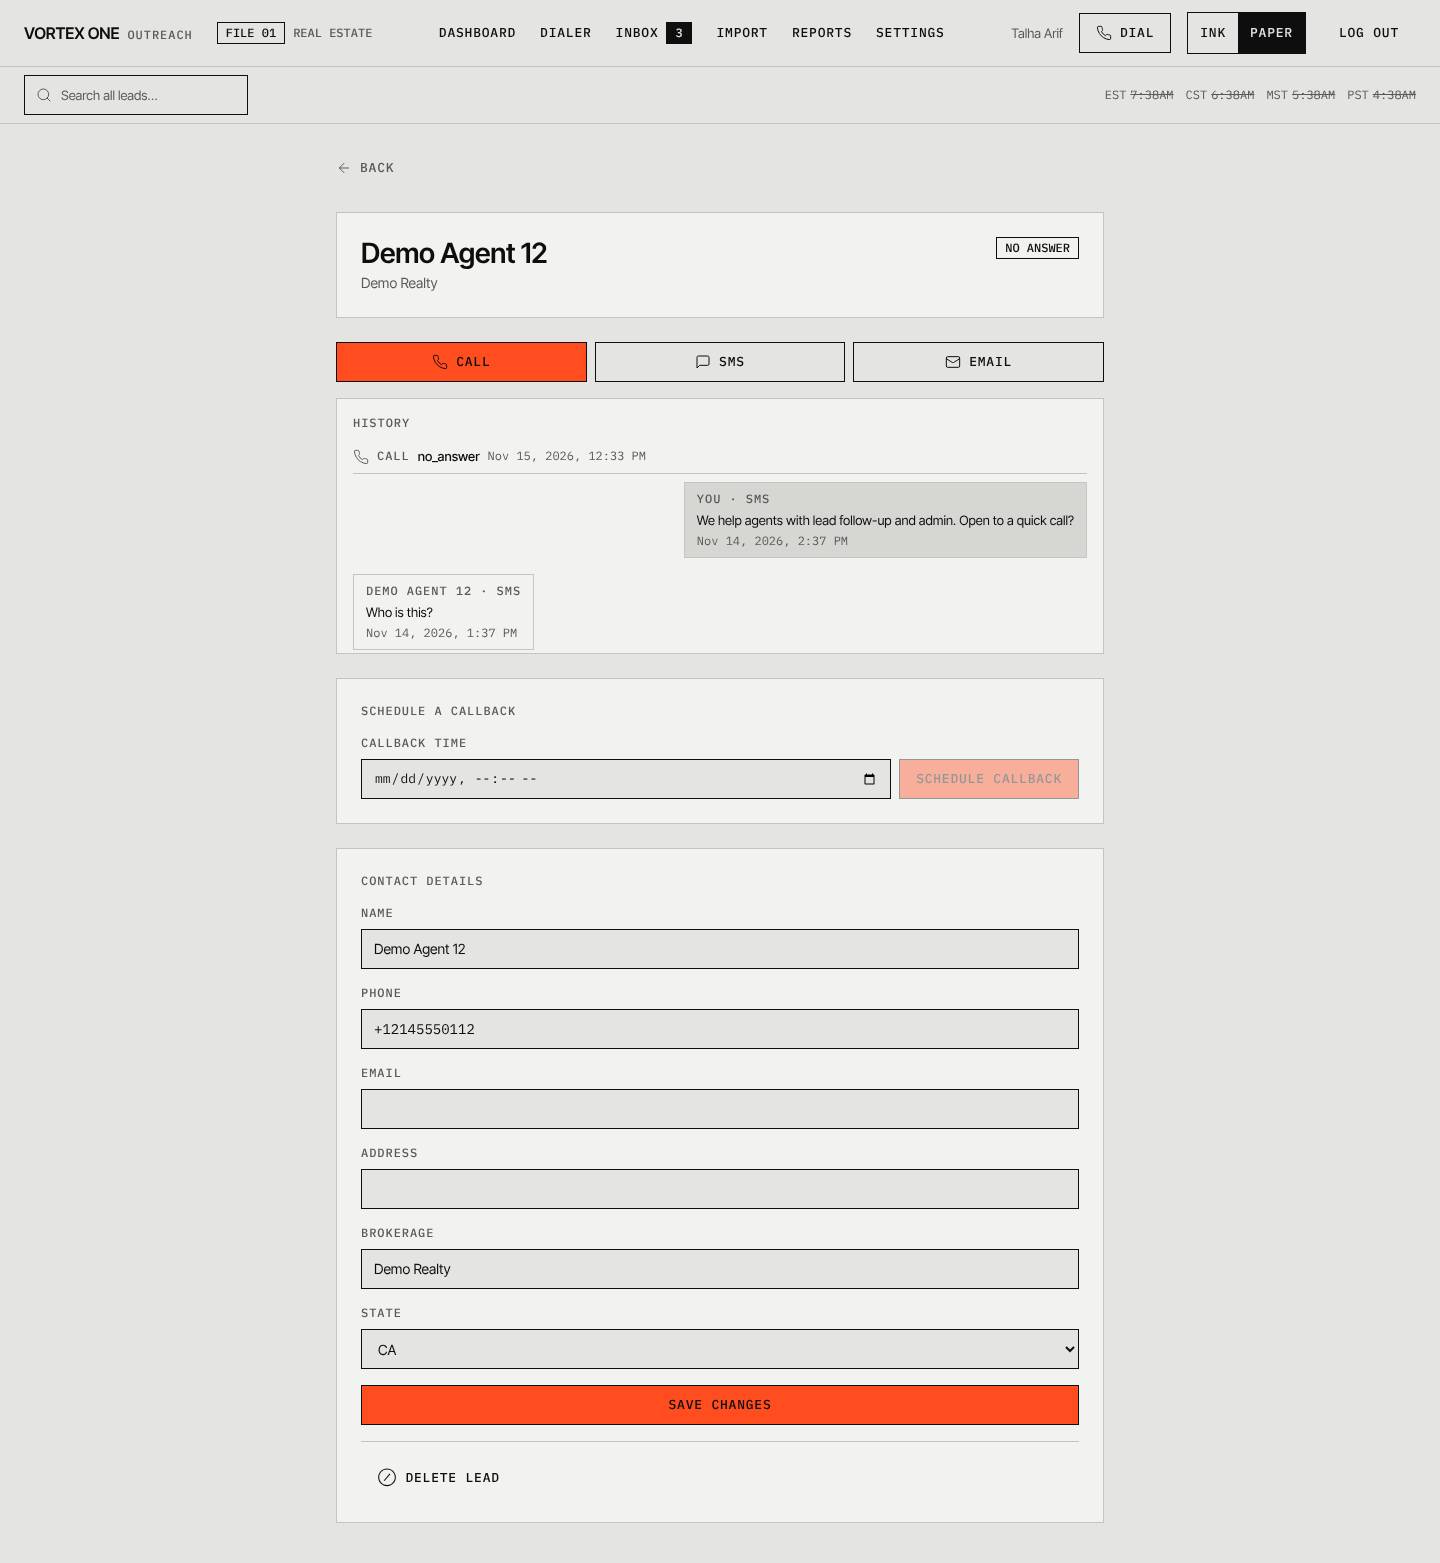 VORTEX ONE OUTREACH FILE 01 REAL ESTATE DASHBOARD DIALER INBOX 3 IMPORT REPORTS SETTINGS Talha Arif DIAL INK PAPER LOG OUT
Search all leads... EST 7:38AM CST 6:38AM MST 5:38AM PST 4:38AM
BACK
Demo Agent 12 NO ANSWER
Demo Realty
CALL SMS EMAIL
HISTORY
CALL no_answer Nov 15, 2026, 12:33 PM
YOU · SMS
We help agents with lead follow-up and admin. Open to a quick call?
Nov 14, 2026, 2:37 PM
DEMO AGENT 12 · SMS
Who is this?
Nov 14, 2026, 1:37 PM
SCHEDULE A CALLBACK
CALLBACK TIME
mm/dd/yyyy, --:-- -- SCHEDULE CALLBACK
CONTACT DETAILS
NAME
Demo Agent 12
PHONE
+12145550112
EMAIL
ADDRESS
BROKERAGE
Demo Realty
STATE
CA
SAVE CHANGES
DELETE LEAD